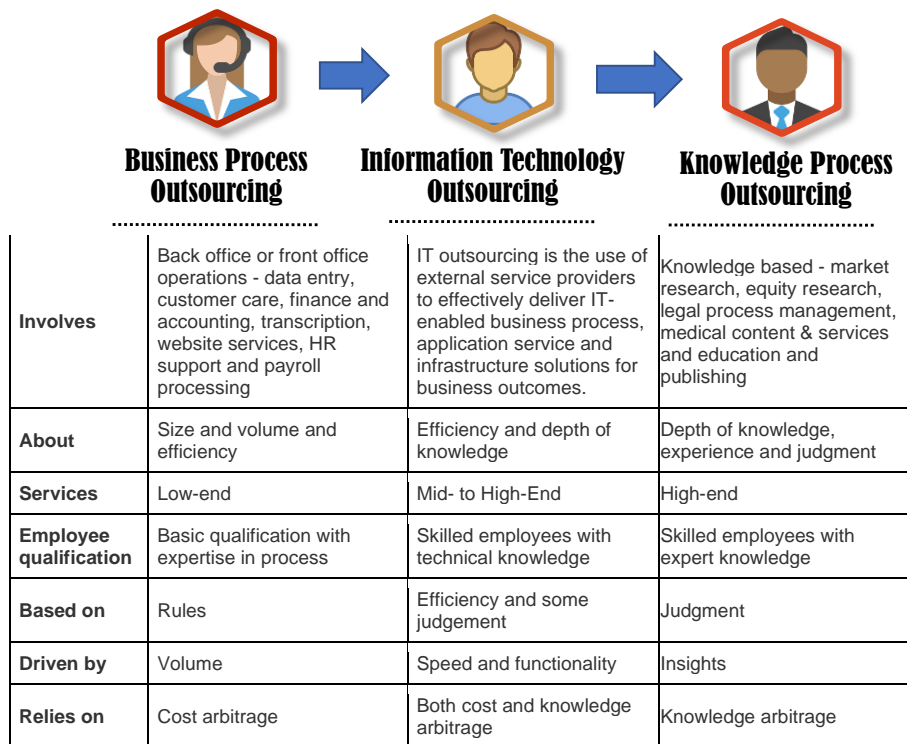 Business Process
Outsourcing
Information Technology
Outsourcing
Knowledge Process
Outsourcing
Involves
Back office or front office
operations - data entry,
customer care, finance and
accounting, transcription,
website services, HR
support and payroll
processing
IT outsourcing is the use of
external service providers
to effectively deliver IT-
enabled business process,
application service and
infrastructure solutions for
business outcomes.
Knowledge based - market
research, equity research,
legal process management,
medical content & services
and education and
publishing
About
Size and volume and
efficiency
Efficiency and depth of
knowledge
Depth of knowledge,
experience and judgment
Services
Low-end
Mid- to High-End
High-end
Employee
qualification
Basic qualification with
expertise in process
Skilled employees with
technical knowledge
Skilled employees with
expert knowledge
Based on
Rules
Efficiency and some
judgement
Judgment
Driven by
Volume
Speed and functionality
Insights
Relies on
Cost arbitrage
Both cost and knowledge
arbitrage
Knowledge arbitrage